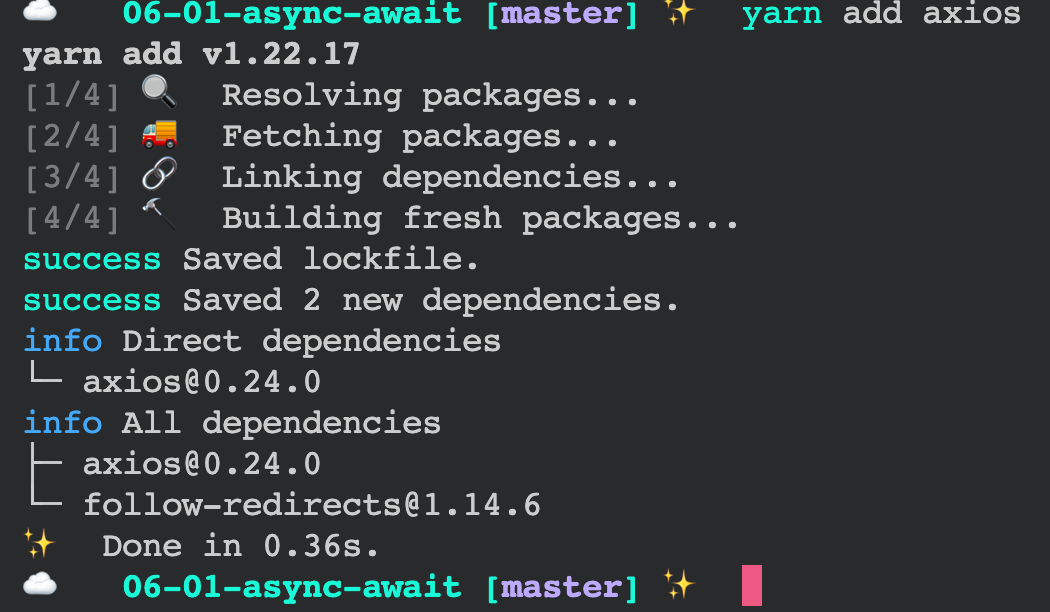 ☁️ 06-01-async-await [master] ✨ yarn add axios
yarn add v1.22.17
[1/4] 🔍 Resolving packages...
[2/4] 🚚 Fetching packages...
[3/4] 🔗 Linking dependencies...
[4/4] 🔨 Building fresh packages...
success Saved lockfile.
success Saved 2 new dependencies.
info Direct dependencies
└─ axios@0.24.0
info All dependencies
├─ axios@0.24.0
└─ follow-redirects@1.14.6
✨ Done in 0.36s.
☁️ 06-01-async-await [master] ✨